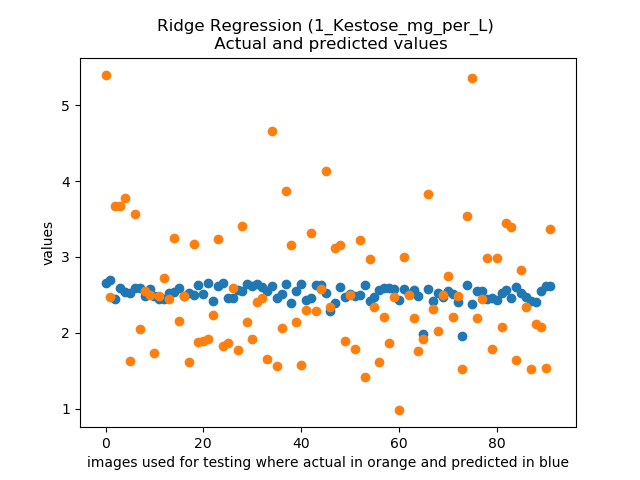 Ridge Regression (1_Kestose_mg_per_L)
Actual and predicted values
5
4
3
2
1
values
0 20 40 60 80
images used for testing where actual in orange and predicted in blue